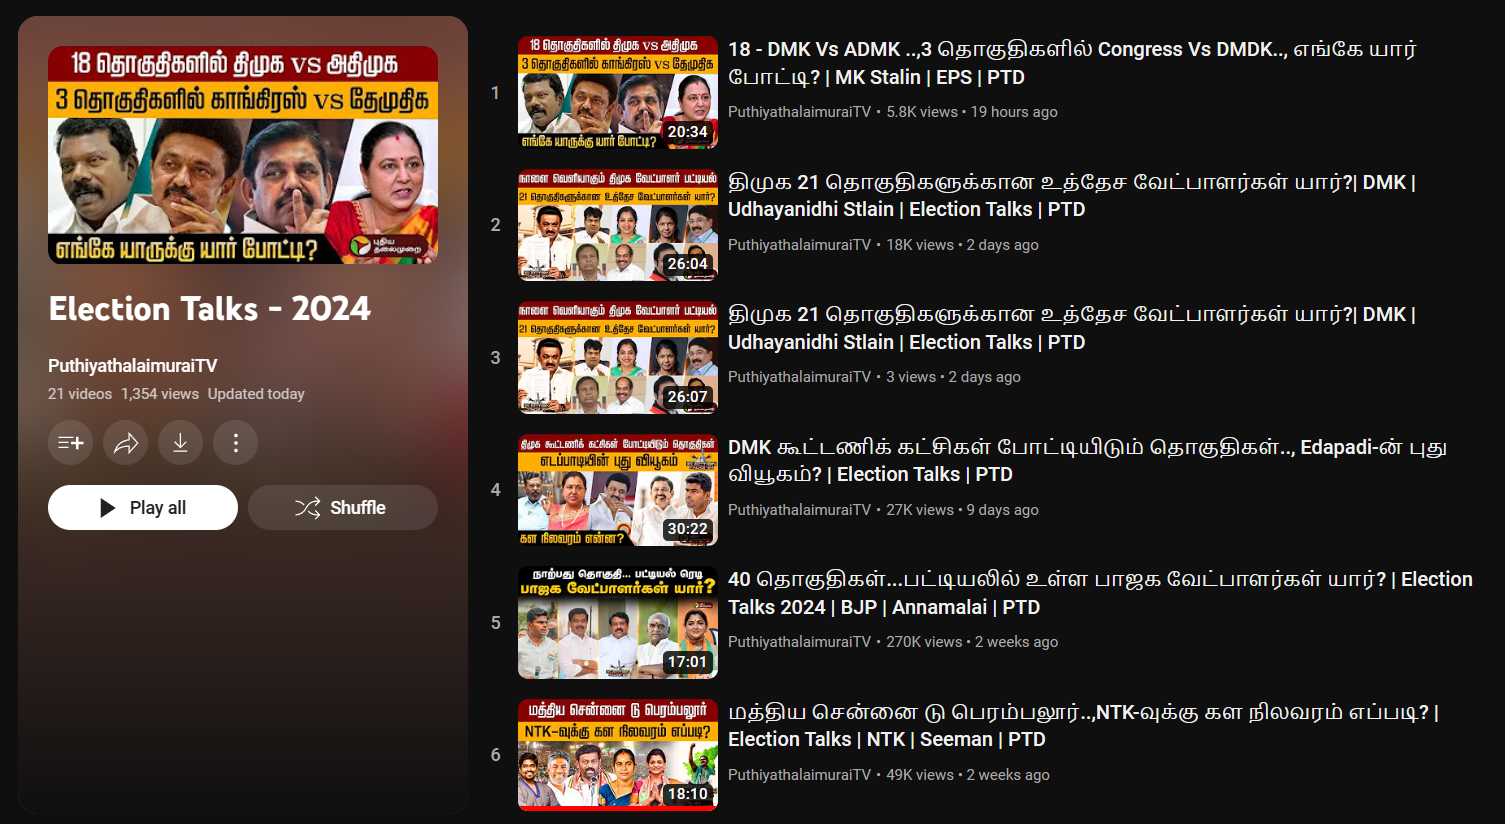 18 தொகுதிகளில் திமுக vs அதிமுக
3 தொகுதிகளில் காங்கிரஸ் vs தேமுதிக
எங்கே யாருக்கு யார் போட்டி?
புதிய
தலைமுறை
Election Talks - 2024
PuthiyathalaimuraiTV
21 videos 1,354 views Updated today
Play all
Shuffle
1
18 தொகுதிகளில் திமுக vs அதிமுக
3 தொகுதிகளில் காங்கிரஸ் vs தேமுதிக
எங்கே யாருக்கு யார் போட்டி?
20:34
18 - DMK Vs ADMK ..,3 தொகுதிகளில் Congress Vs DMDK.., எங்கே யார்
போட்டி? | MK Stalin | EPS | PTD
PuthiyathalaimuraiTV • 5.8K views • 19 hours ago
2
நாளை வெளியாகும் திமுக வேட்பாளர் பட்டியல்
21 தொகுதிகளுக்கான உத்தேச வேட்பாளர்கள் யார்?
26:04
திமுக 21 தொகுதிகளுக்கான உத்தேச வேட்பாளர்கள் யார்?| DMK |
Udhayanidhi Stlain | Election Talks | PTD
PuthiyathalaimuraiTV • 18K views • 2 days ago
3
நாளை வெளியாகும் திமுக வேட்பாளர் பட்டியல்
21 தொகுதிகளுக்கான உத்தேச வேட்பாளர்கள் யார்?
26:07
திமுக 21 தொகுதிகளுக்கான உத்தேச வேட்பாளர்கள் யார்?| DMK |
Udhayanidhi Stlain | Election Talks | PTD
PuthiyathalaimuraiTV • 3 views • 2 days ago
4
திமுக கூட்டணிக் கட்சிகள் போட்டியிடும் தொகுதிகள்
எடப்பாடியின் புது வியூகம்
கள நிலவரம் என்ன?
30:22
DMK கூட்டணிக் கட்சிகள் போட்டியிடும் தொகுதிகள்.., Edapadi-ன் புது
வியூகம்? | Election Talks | PTD
PuthiyathalaimuraiTV • 27K views • 9 days ago
5
நாற்பது தொகுதி... பட்டியல் ரெடி
பாஜக வேட்பாளர்கள் யார்?
17:01
40 தொகுதிகள்...பட்டியலில் உள்ள பாஜக வேட்பாளர்கள் யார்? | Election
Talks 2024 | BJP | Annamalai | PTD
PuthiyathalaimuraiTV • 270K views • 2 weeks ago
6
மத்திய சென்னை டு பெரம்பலூர்
NTK-வுக்கு கள நிலவரம் எப்படி?
18:10
மத்திய சென்னை டு பெரம்பலூர்..,NTK-வுக்கு கள நிலவரம் எப்படி? |
Election Talks | NTK | Seeman | PTD
PuthiyathalaimuraiTV • 49K views • 2 weeks ago